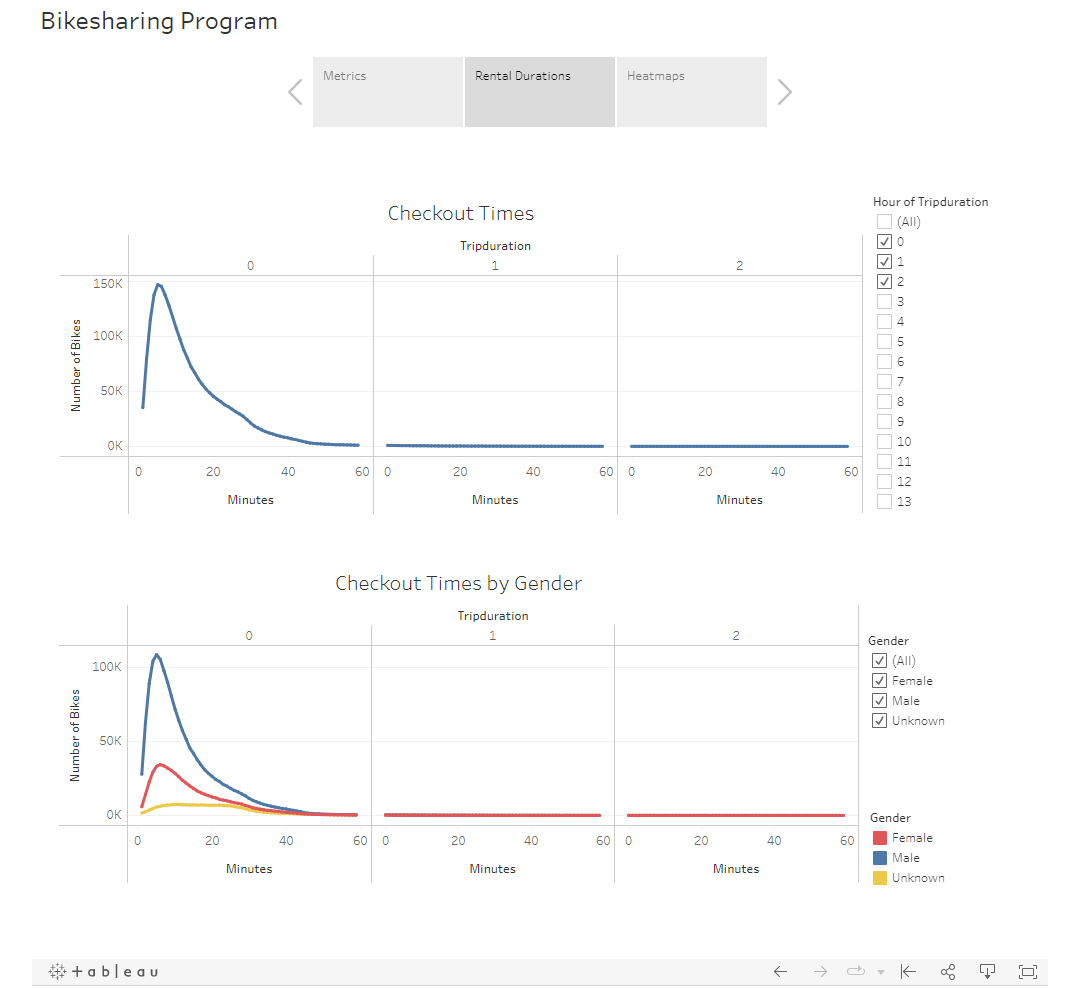 Bikesharing Program
Metrics
Rental Durations
Heatmaps
Checkout Times
Tripduration
0 1 2
Number of Bikes
150K
100K
50K
0K
0 20 40 60 0 20 40 60 0 20 40 60
Minutes Minutes Minutes
Hour of Tripduration
(All)
0
1
2
3
4
5
6
7
8
9
10
11
12
13
Checkout Times by Gender
Tripduration
0 1 2
Number of Bikes
100K
50K
0K
0 20 40 60 0 20 40 60 0 20 40 60
Minutes Minutes Minutes
Gender
(All)
Female
Male
Unknown
Gender
Female
Male
Unknown
+ a b | e a u